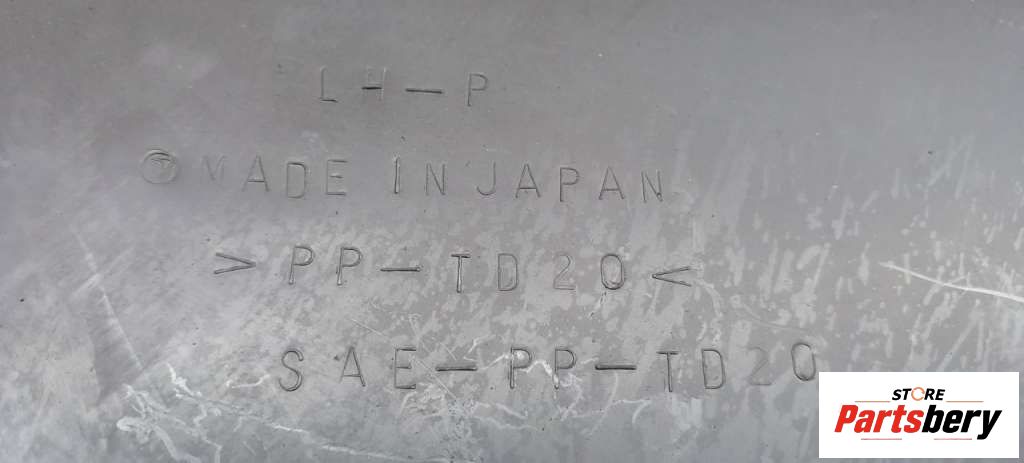 LH-P
MADE IN JAPAN
>PP-TD20<
SAE-PP-TD20
STORE
Partsbery